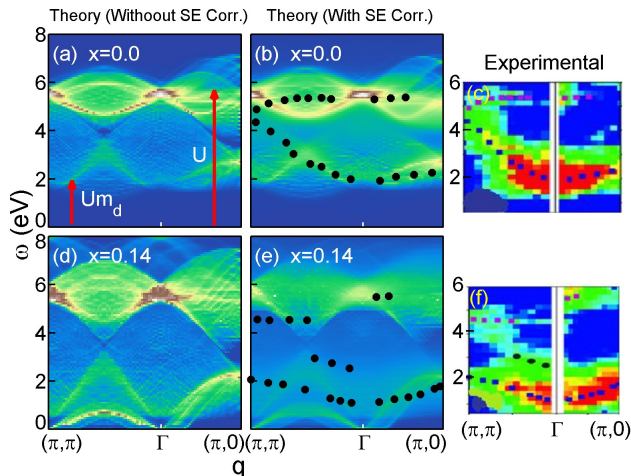 Theory (Withoout SE Corr.) Theory (With SE Corr.)
(a) x=0.0 (b) x=0.0 Experimental
8
6 6
(c)
4 4
U
2 2
Um_d
0
ω (eV)
(d) x=0.14 (e) x=0.14
8
6 6
(f)
4 4
2 2
0
(π,π) Γ (π,0) (π,π) Γ (π,0) (π,π) Γ (π,0)
q